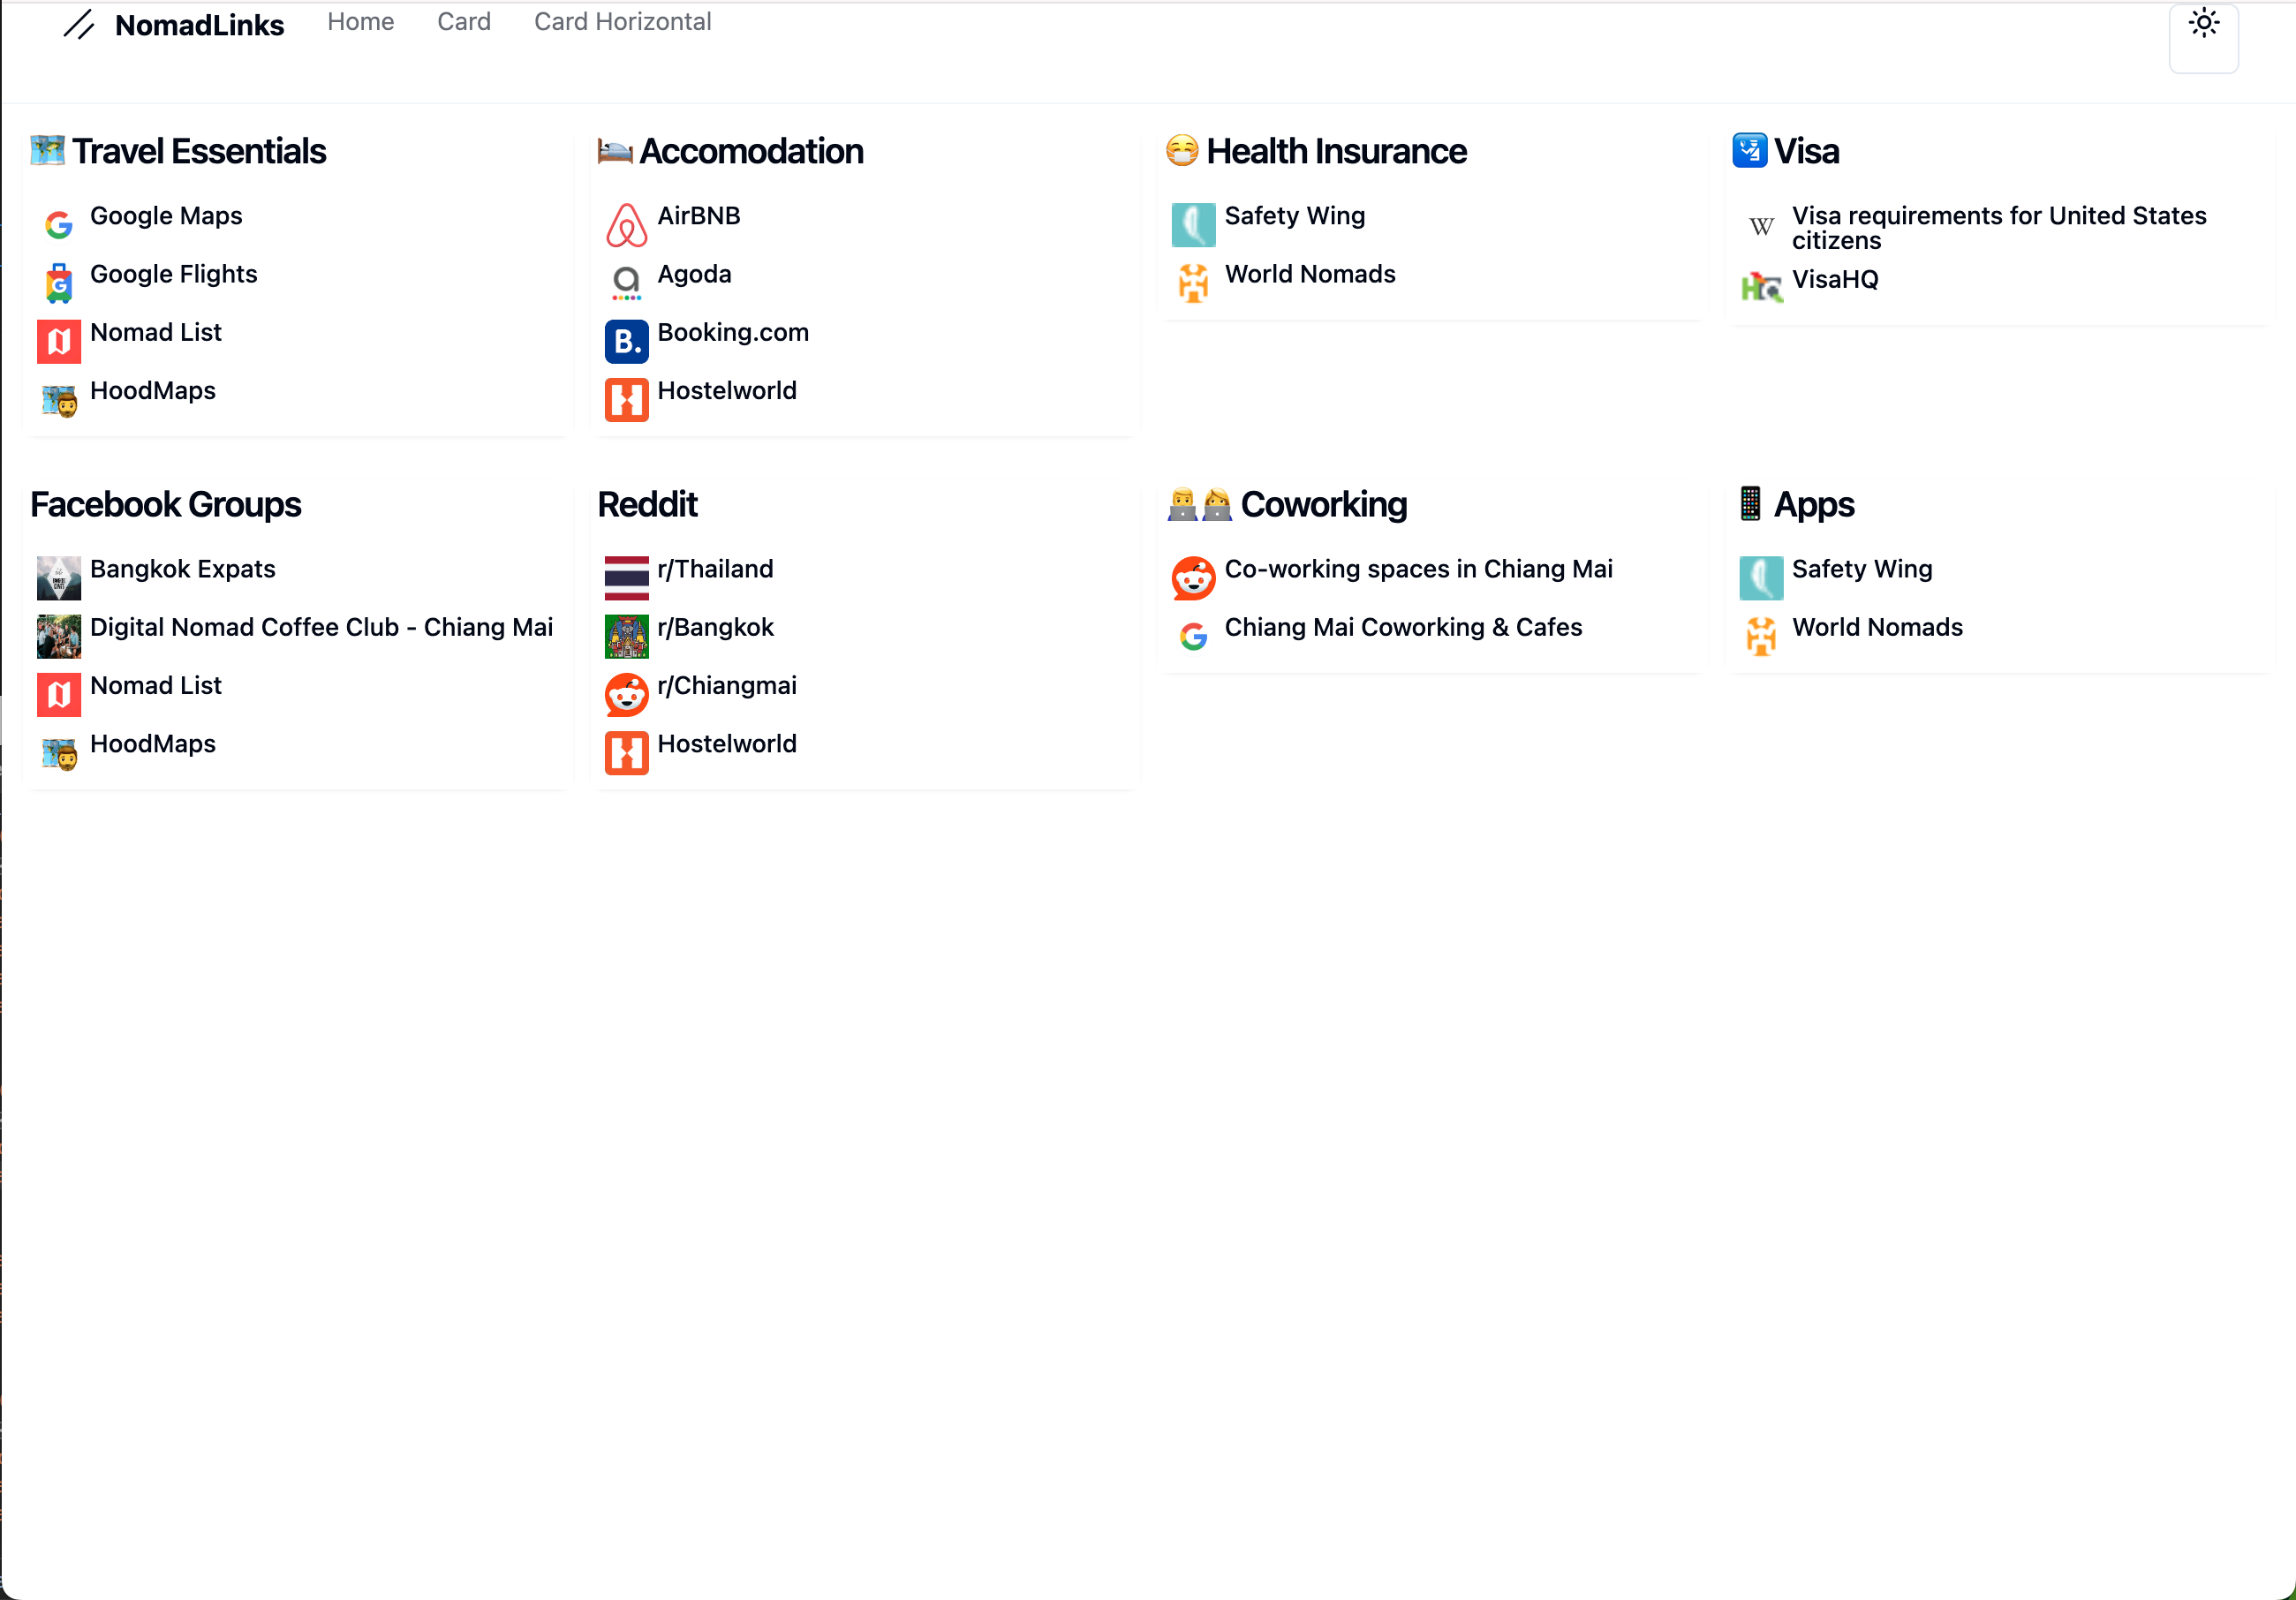 NomadLinks Home Card Card Horizontal
🗺️ Travel Essentials
Google Maps
Google Flights
Nomad List
HoodMaps
🛏️ Accomodation
AirBNB
Agoda
B. Booking.com
Hostelworld
😷 Health Insurance
Safety Wing
World Nomads
🛂 Visa
W Visa requirements for United States
citizens
VisaHQ
Facebook Groups
Bangkok Expats
Digital Nomad Coffee Club - Chiang Mai
Nomad List
HoodMaps
Reddit
r/Thailand
r/Bangkok
r/Chiangmai
Hostelworld
👨‍💻👩‍💻 Coworking
Co-working spaces in Chiang Mai
Chiang Mai Coworking & Cafes
📱 Apps
Safety Wing
World Nomads